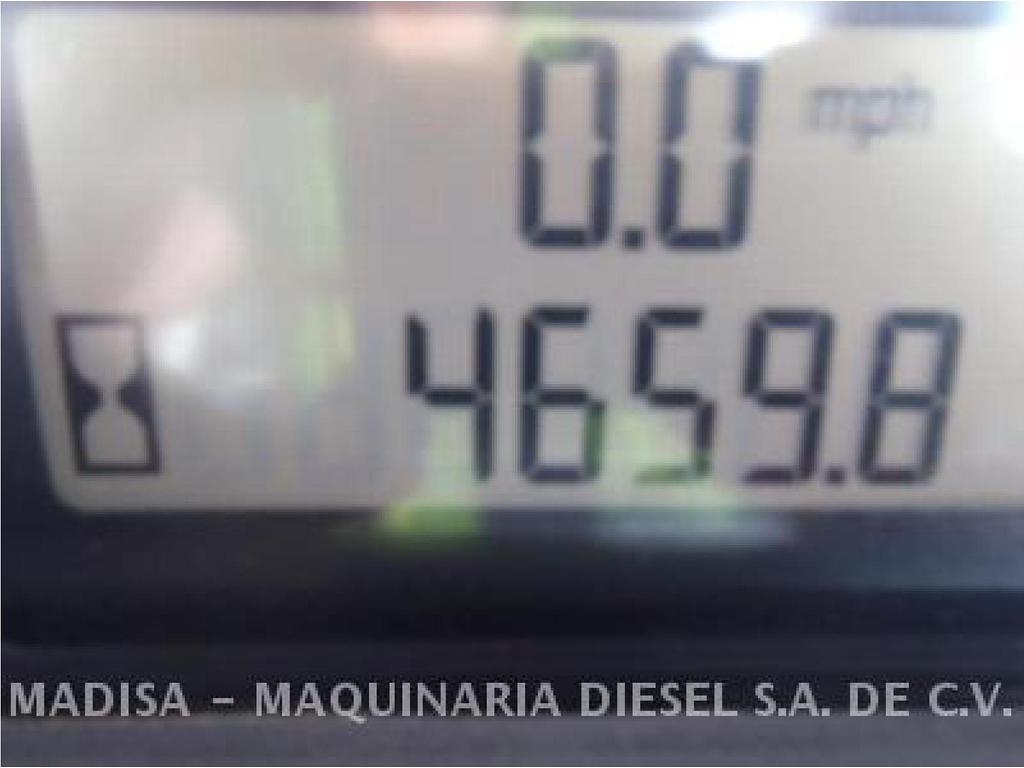 0.0 mph
4659.8
MADISA - MAQUINARIA DIESEL S.A. DE C.V.